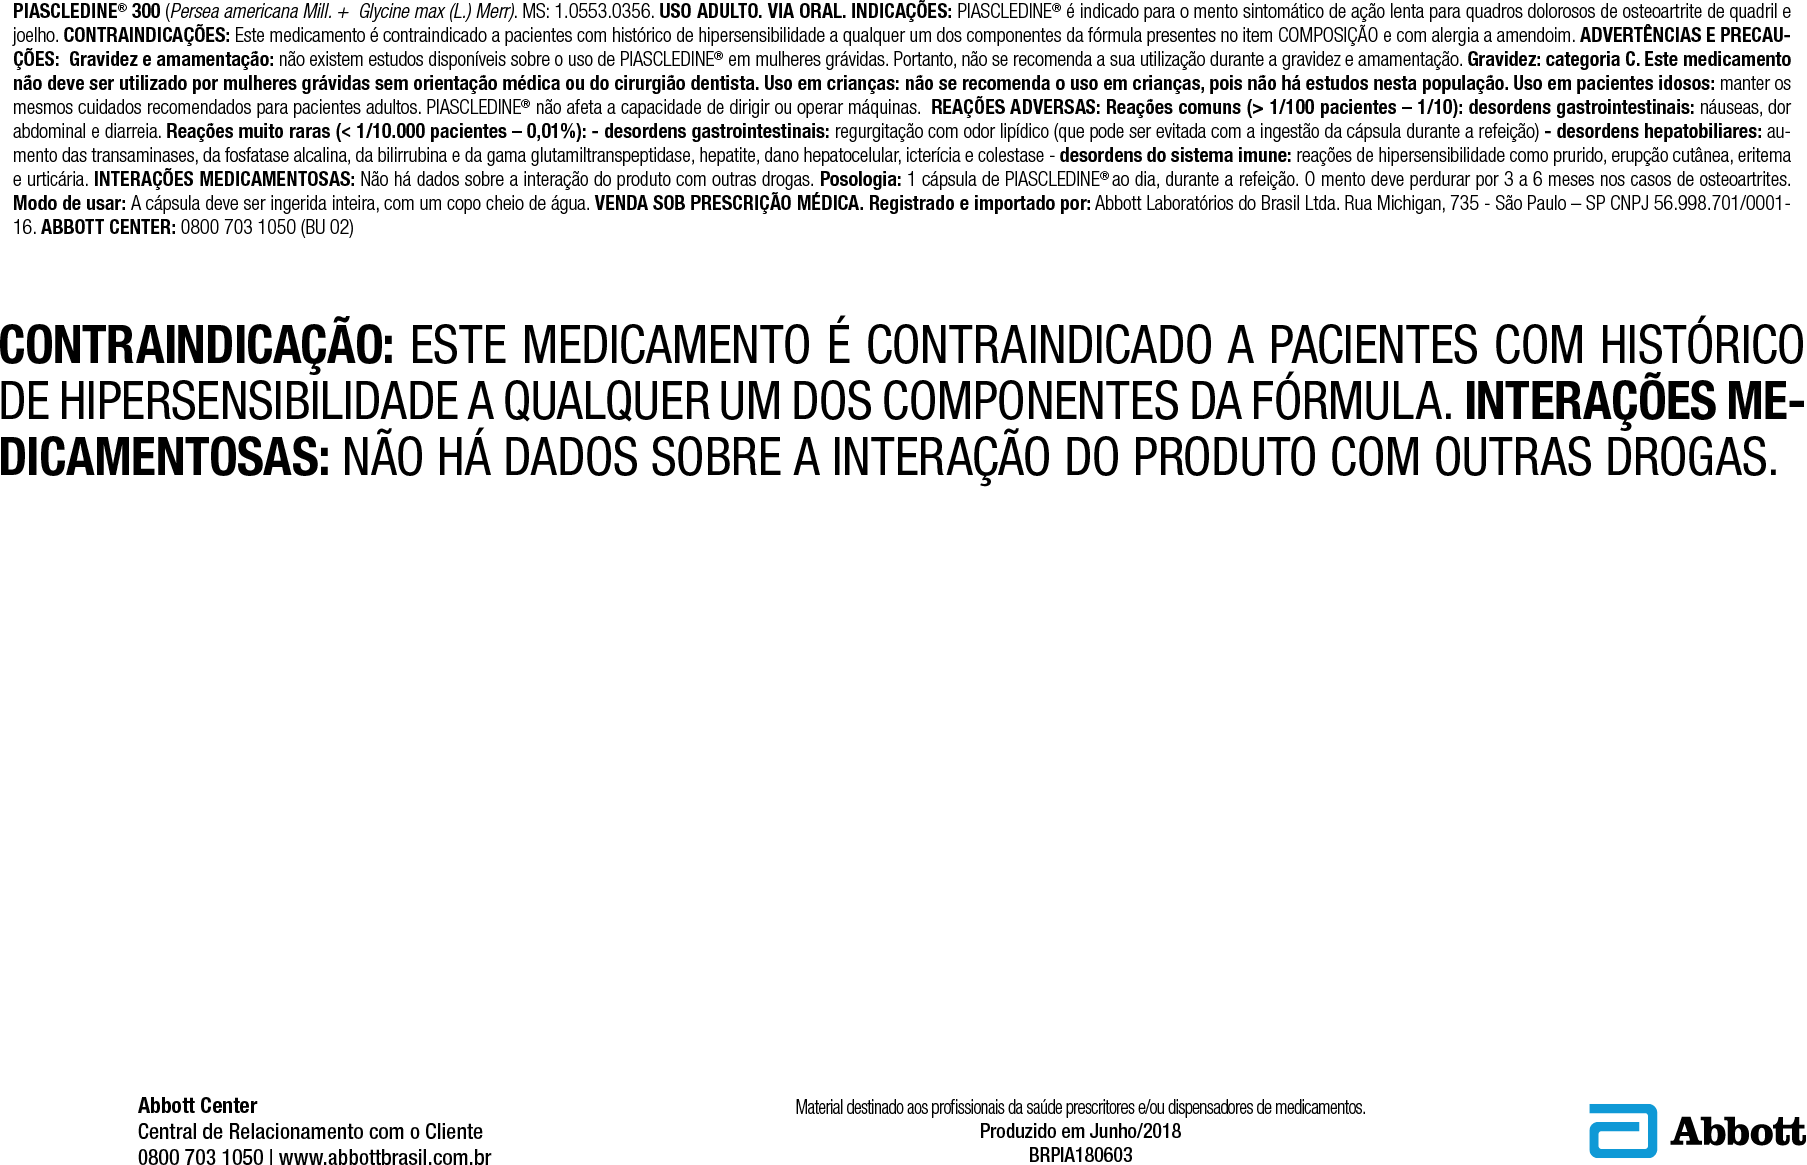 PIASCLEDINE® 300 (Persea americana Mill. + Glycine max (L.) Merr). MS: 1.0553.0356. USO ADULTO. VIA ORAL. INDICAÇÕES: PIASCLEDINE® é indicado para o mento sintomático de ação lenta para quadros dolorosos de osteoartrite de quadril e
joelho. CONTRAINDICAÇÕES: Este medicamento é contraindicado a pacientes com histórico de hipersensibilidade a qualquer um dos componentes da fórmula presentes no item COMPOSIÇÃO e com alergia a amendoim. ADVERTÊNCIAS E PRECAU-
ÇÕES: Gravidez e amamentação: não existem estudos disponíveis sobre o uso de PIASCLEDINE® em mulheres grávidas. Portanto, não se recomenda a sua utilização durante a gravidez e amamentação. Gravidez: categoria C. Este medicamento
não deve ser utilizado por mulheres grávidas sem orientação médica ou do cirurgião dentista. Uso em crianças: não se recomenda o uso em crianças, pois não há estudos nesta população. Uso em pacientes idosos: manter os
mesmos cuidados recomendados para pacientes adultos. PIASCLEDINE® não afeta a capacidade de dirigir ou operar máquinas. REAÇÕES ADVERSAS: Reações comuns (> 1/100 pacientes – 1/10): desordens gastrointestinais: náuseas, dor
abdominal e diarreia. Reações muito raras (< 1/10.000 pacientes – 0,01%): - desordens gastrointestinais: regurgitação com odor lipídico (que pode ser evitada com a ingestão da cápsula durante a refeição) - desordens hepatobiliares: au-
mento das transaminases, da fosfatase alcalina, da bilirrubina e da gama glutamiltranspeptidase, hepatite, dano hepatocelular, icterícia e colestase - desordens do sistema imune: reações de hipersensibilidade como prurido, erupção cutânea, eritema
e urticária. INTERAÇÕES MEDICAMENTOSAS: Não há dados sobre a interação do produto com outras drogas. Posologia: 1 cápsula de PIASCLEDINE® ao dia, durante a refeição. O mento deve perdurar por 3 a 6 meses nos casos de osteoartrites.
Modo de usar: A cápsula deve ser ingerida inteira, com um copo cheio de água. VENDA SOB PRESCRIÇÃO MÉDICA. Registrado e importado por: Abbott Laboratórios do Brasil Ltda. Rua Michigan, 735 - São Paulo – SP CNPJ 56.998.701/0001-
16. ABBOTT CENTER: 0800 703 1050 (BU 02)
CONTRAINDICAÇÃO: ESTE MEDICAMENTO É CONTRAINDICADO A PACIENTES COM HISTÓRICO
DE HIPERSENSIBILIDADE A QUALQUER UM DOS COMPONENTES DA FÓRMULA. INTERAÇÕES ME-
DICAMENTOSAS: NÃO HÁ DADOS SOBRE A INTERAÇÃO DO PRODUTO COM OUTRAS DROGAS.
Abbott Center
Central de Relacionamento com o Cliente
0800 703 1050 | www.abbottbrasil.com.br
Material destinado aos profissionais da saúde prescritores e/ou dispensadores de medicamentos.
Produzido em Junho/2018
BRPIA180603
Abbott